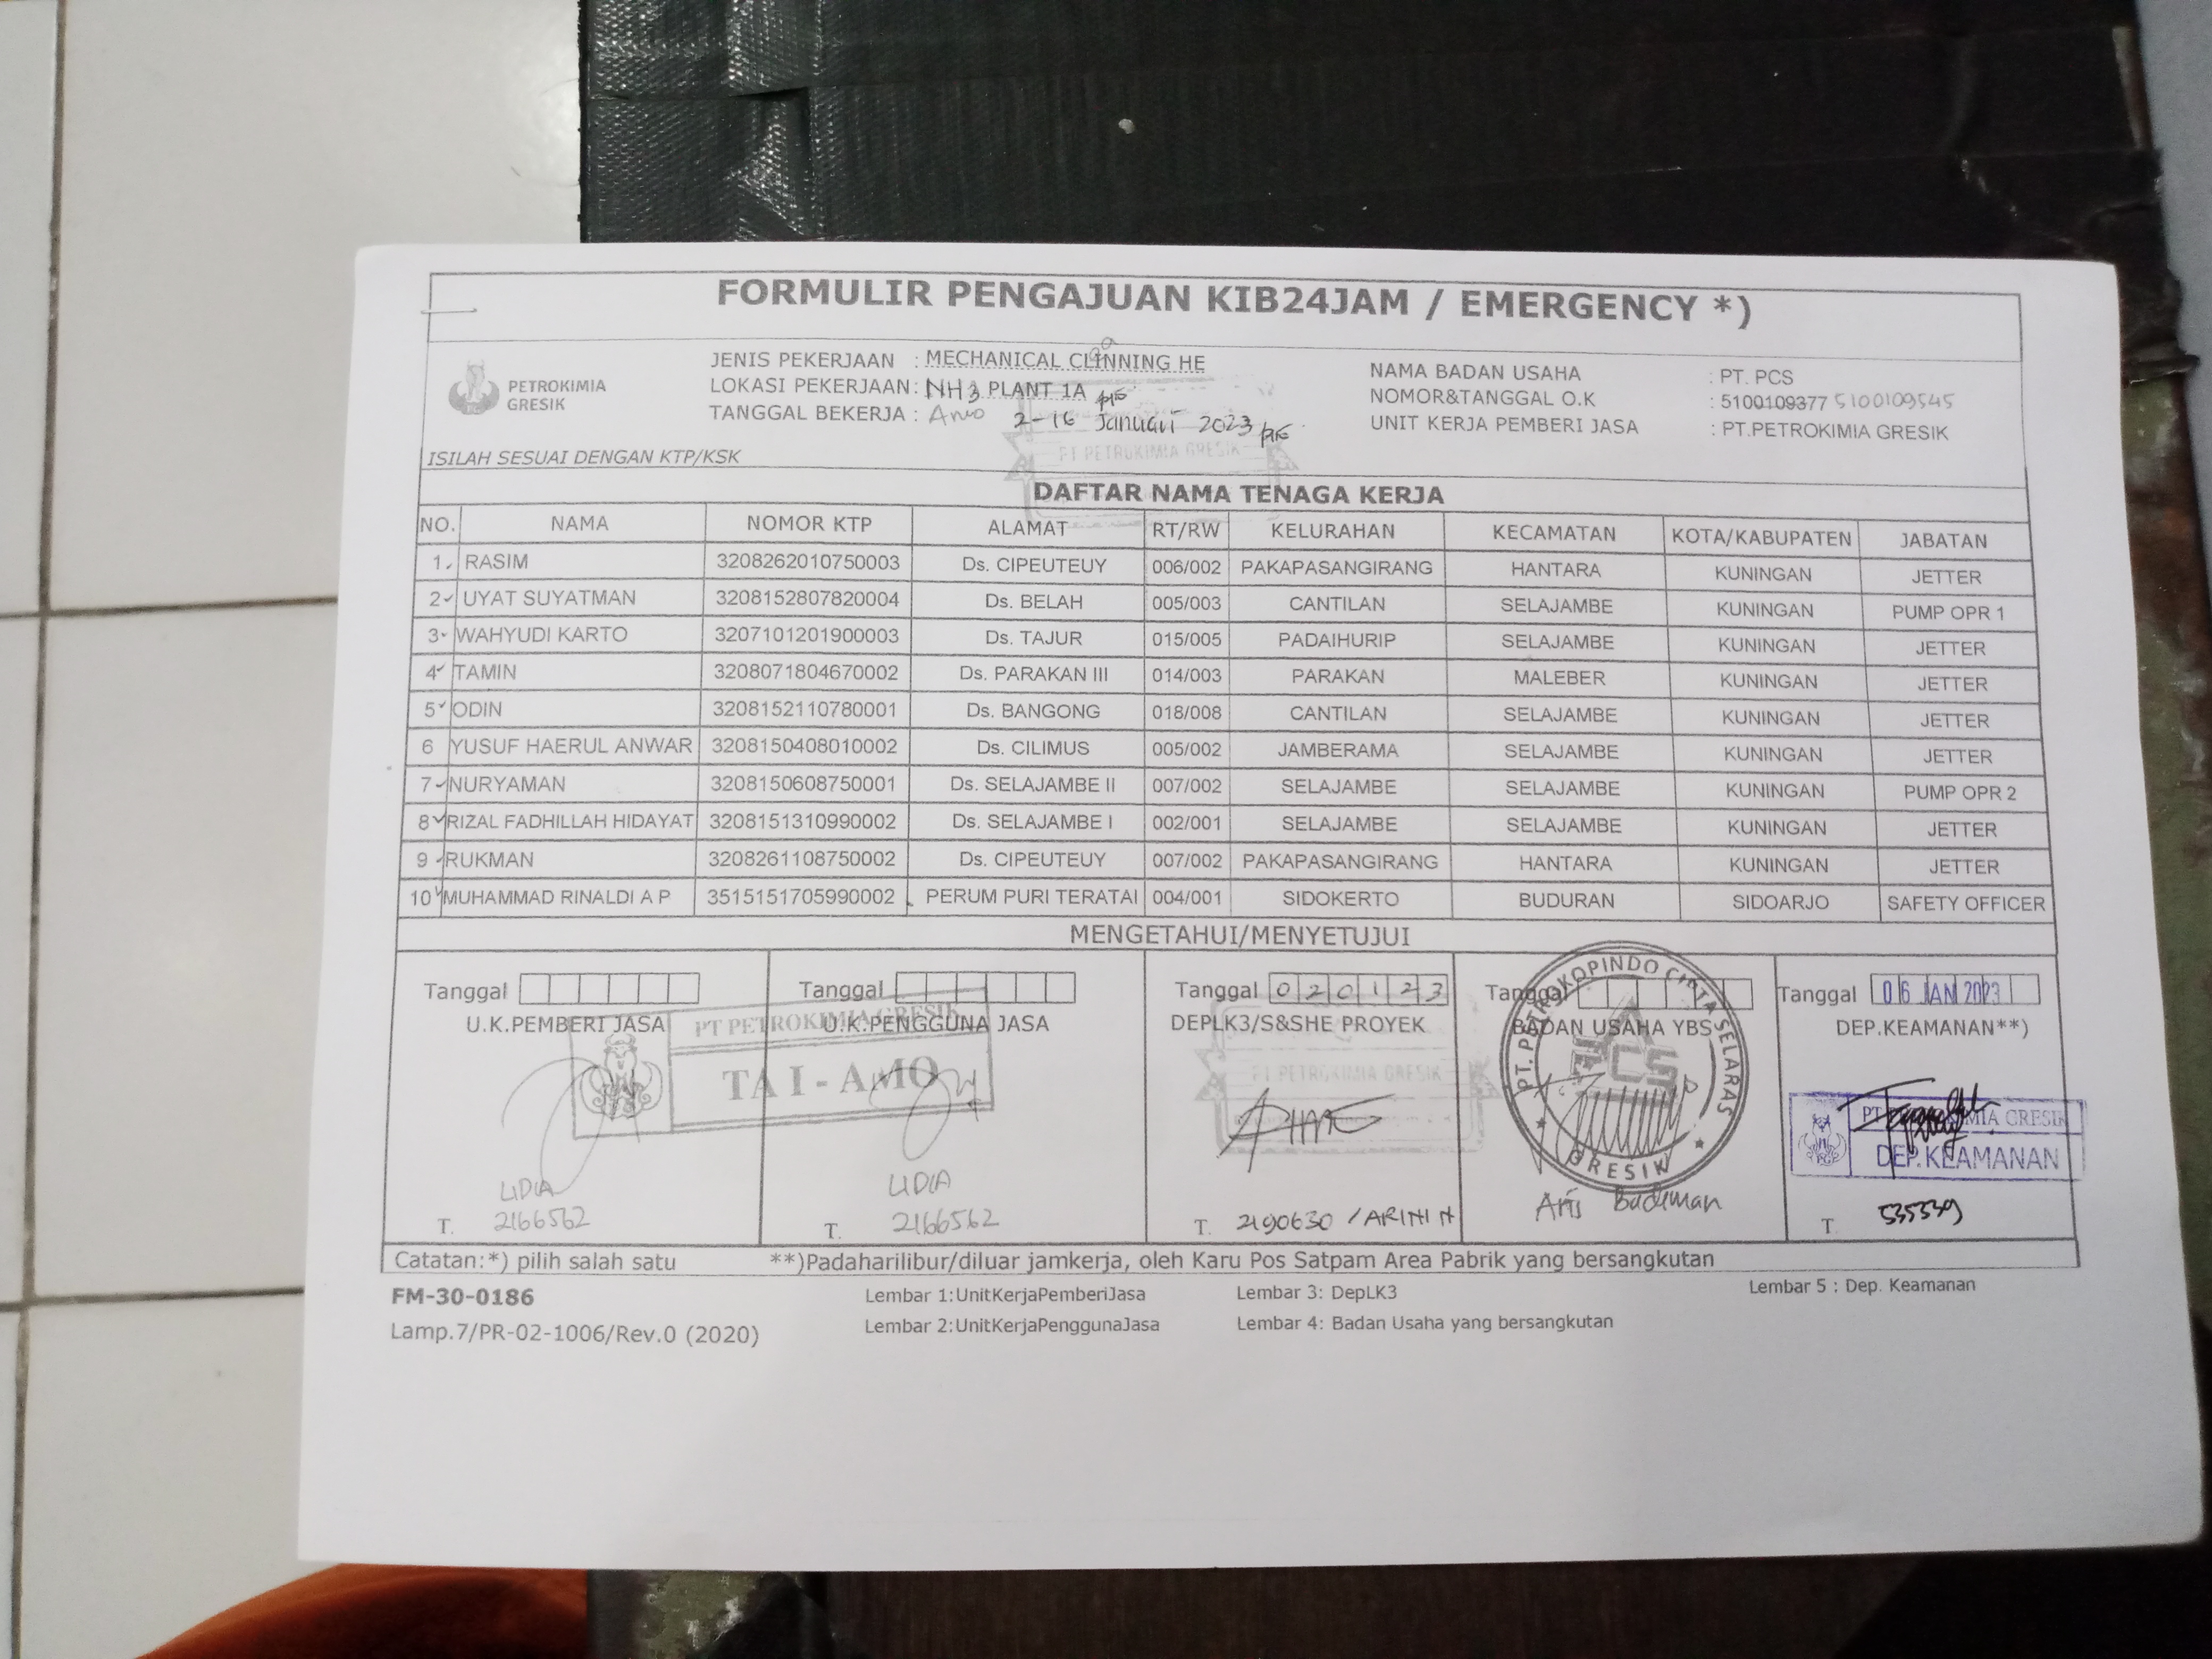 FORMULIR PENGAJUAN KIB24JAM / EMERGENCY *)
PETROKIMIA
GRESIK
JENIS PEKERJAAN : MECHANICAL CLINNING HE
LOKASI PEKERJAAN: NH3 PLANT 1A
TANGGAL BEKERJA : 2-16 Januari 2023
NAMA BADAN USAHA : PT. PCS
NOMOR&TANGGAL O.K : 5100109377 5100109545
UNIT KERJA PEMBERI JASA : PT.PETROKIMIA GRESIK
PT PETROKIMIA GRESIK
ISILAH SESUAI DENGAN KTP/KSK
DAFTAR NAMA TENAGA KERJA
NO. NAMA NOMOR KTP ALAMAT RT/RW KELURAHAN KECAMATAN KOTA/KABUPATEN JABATAN
1. RASIM 3208262010750003 Ds. CIPEUTEUY 006/002 PAKAPASANGIRANG HANTARA KUNINGAN JETTER
2 UYAT SUYATMAN 3208152807820004 Ds. BELAH 005/003 CANTILAN SELAJAMBE KUNINGAN PUMP OPR 1
3 WAHYUDI KARTO 3207101201900003 Ds. TAJUR 015/005 PADAIHURIP SELAJAMBE KUNINGAN JETTER
4 TAMIN 3208071804670002 Ds. PARAKAN III 014/003 PARAKAN MALEBER KUNINGAN JETTER
5 ODIN 3208152110780001 Ds. BANGONG 018/008 CANTILAN SELAJAMBE KUNINGAN JETTER
6 YUSUF HAERUL ANWAR 3208150408010002 Ds. CILIMUS 005/002 JAMBERAMA SELAJAMBE KUNINGAN JETTER
7 NURYAMAN 3208150608750001 Ds. SELAJAMBE II 007/002 SELAJAMBE SELAJAMBE KUNINGAN PUMP OPR 2
8 RIZAL FADHILLAH HIDAYAT 3208151310990002 Ds. SELAJAMBE I 002/001 SELAJAMBE SELAJAMBE KUNINGAN JETTER
9 RUKMAN 3208261108750002 Ds. CIPEUTEUY 007/002 PAKAPASANGIRANG HANTARA KUNINGAN JETTER
10 MUHAMMAD RINALDI A P 3515151705990002 PERUM PURI TERATAI 004/001 SIDOKERTO BUDURAN SIDOARJO SAFETY OFFICER
MENGETAHUI/MENYETUJUI
Tanggal
U.K.PEMBERI JASA
LIDIA
T. 2166562
Tanggal
U.K.PENGGUNA JASA
PT PETROKIMIA GRESIK
TA I - AMO
LIDIA
T. 2166562
Tanggal 020123
DEPLK3/S&SHE PROYEK
PT PETROKIMIA GRESIK
T. 2190630 / ARINI N
Tanggal
BADAN USAHA YBS
PT. PETROKOPINDO CIPTA SELARAS
PCS
GRESIK
Aris Budiman
Tanggal 06 JAN 2023
DEP.KEAMANAN**)
PT PETROKIMIA GRESIK
DEP. KEAMANAN
T. 535339
Catatan:*) pilih salah satu **)Padaharilibur/diluar jamkerja, oleh Karu Pos Satpam Area Pabrik yang bersangkutan
FM-30-0186
Lamp.7/PR-02-1006/Rev.0 (2020)
Lembar 1:UnitKerjaPemberiJasa
Lembar 2:UnitKerjaPenggunaJasa
Lembar 3: DepLK3
Lembar 4: Badan Usaha yang bersangkutan
Lembar 5 : Dep. Keamanan